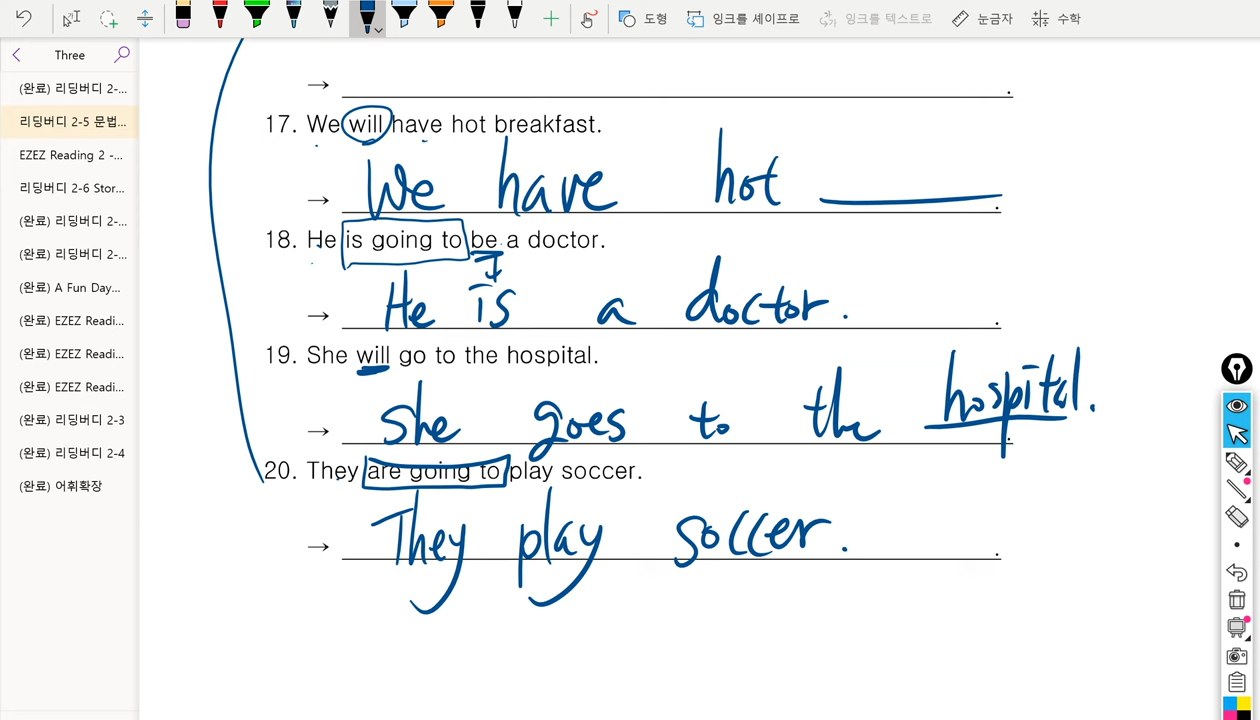 도형 잉크를 셰이프로 잉크를 텍스트로 눈금자 수학
Three
(완료) 리딩버디 2-...
리딩버디 2-5 문법...
EZEZ Reading 2 -...
리딩버디 2-6 Stor...
(완료) 리딩버디 2-...
(완료) 리딩버디 2-...
(완료) A Fun Day...
(완료) EZEZ Readi...
(완료) EZEZ Readi...
(완료) EZEZ Readi...
(완료) 리딩버디 2-3
(완료) 리딩버디 2-4
(완료) 어휘확장
→ .
17. We will have hot breakfast.
→ We have hot .
18. He is going to be a doctor.
→ He is a doctor. .
19. She will go to the hospital.
→ She goes to the hospital. .
20. They are going to play soccer.
→ They play soccer. .